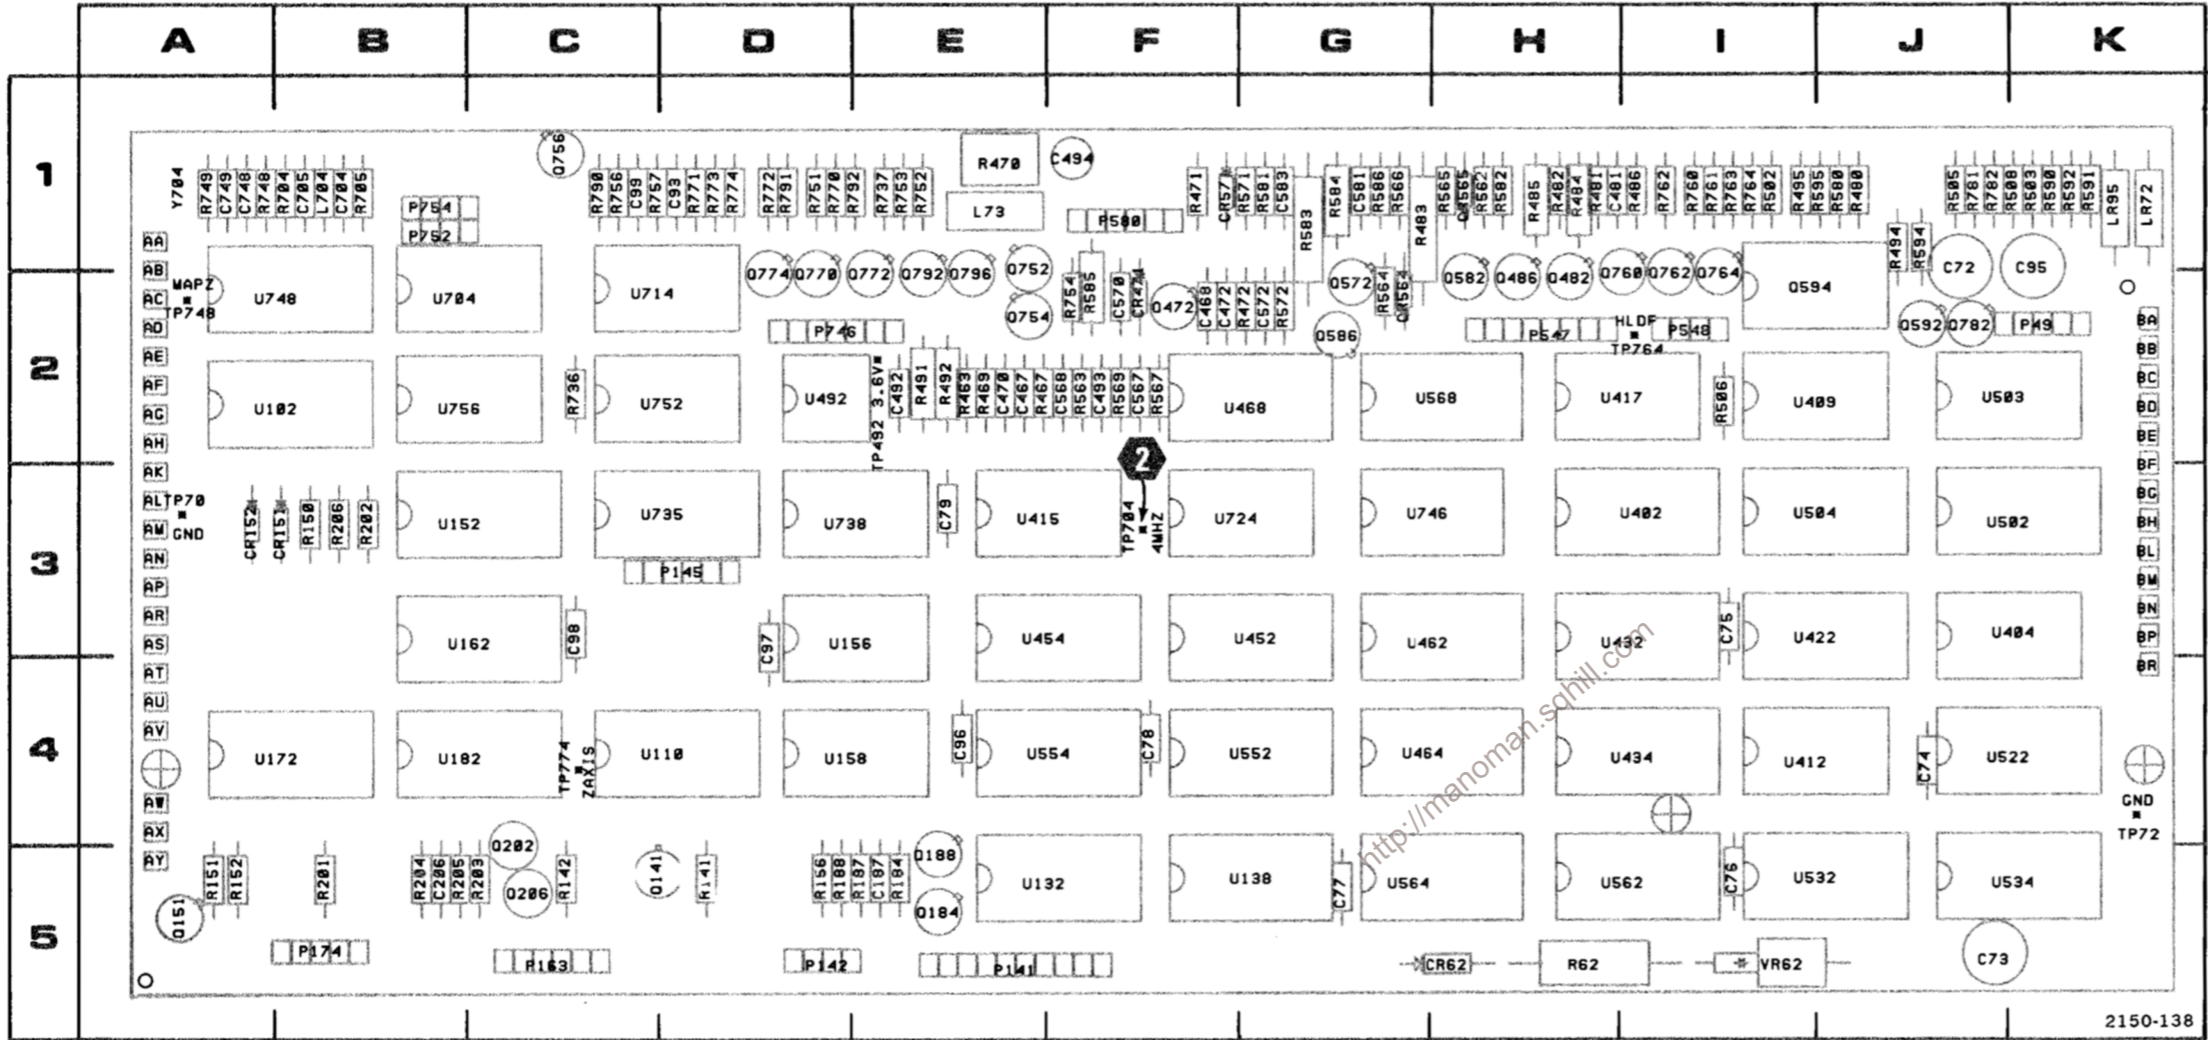 A B C D E F G H I J K
1
Y704 R749 C749 C748 R748 R704 C705 L704 C704 R705
P754
P752
Q756
R790 R756 C99 R757 C93 R771 R773 R774 R772 R791 R751 R770 R792 R737 R753 R752
R470
L73
C494
P580
R471 R571 R581 C583 R583 R584 C581 R586 R566 R483 R565 R562 R582 R485 R482 R484 R481 C481 R486 R762 R760 R761 R763 R764 R502 R495 R595 R580 R480
R505 R781 R782 R508 R503 R590 R592 R591 LR95 LR72
R494 R594
C72 C95
AA
AB
AC
AD
AE
AF
AG
AH
AK
AL
AM
AN
AP
AR
AS
AT
AU
AV
AW
AX
AY
MAPZ
TP748
U748 U704 U714
Q774 Q770 Q772 Q792 Q796 Q752
Q754
R754 R585 C570 Q472 C468 C472 R472 C572 R572
Q572 R564 CR564
Q586
Q582 Q486 Q482 Q760 Q762 Q764
Q594
Q592 Q782 P49
P746
P547 HLDF P548
TP764
2
U102 U756 R736 U752 U492
TP492 3.6V
C492 R491 R492 R463 R469 C470 C467 R467 C568 R563 C493 R569 C567 R567
U468 U568 U417 R506 U409 U503
BA
BB
BC
BD
BE
BF
BG
BH
BL
BM
BN
BP
BR
2
3
TP70
GND
CR152 CR151 R150 R206 R202
U152 U735 U738 C79 U415
TP704
4MHZ
U724 U746 U402 U504 U502
P145
U162 C98 C97 U156 U454 U452 U462 U432 C75 U422 U404
4
U172 U182
TP774
ZAXIS
U110 U158 C96 U554 C78 U552 U464 U434 U412 C74 U522
GND
TP72
5
Q151 R151 R152 R201 R204 C206 R205 R203
Q202
Q206
R142 Q141 R141 R156 R188 R187 C187 R184
Q188
Q184
U132 U138 C77 U564 U562 C76 U532 U534
P174 P163 P142 P141 CR62 R62 VR62 C73
http://manoman.sqhill.com
2150-138